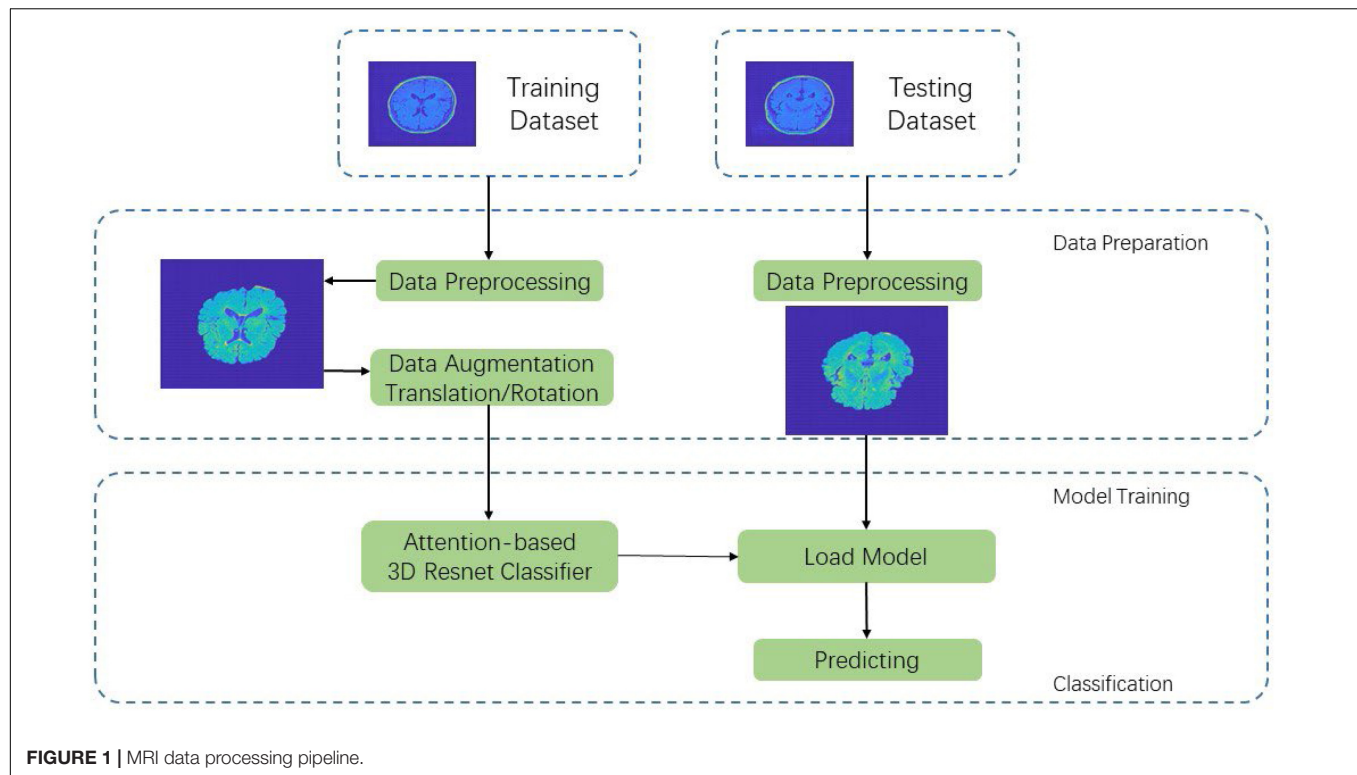 Training
Dataset
Testing
Dataset
Data Preparation
Data Preprocessing
Data Preprocessing
Data Augmentation
Translation/Rotation
Model Training
Attention-based
3D Resnet Classifier
Load Model
Predicting
Classification
FIGURE 1 | MRI data processing pipeline.